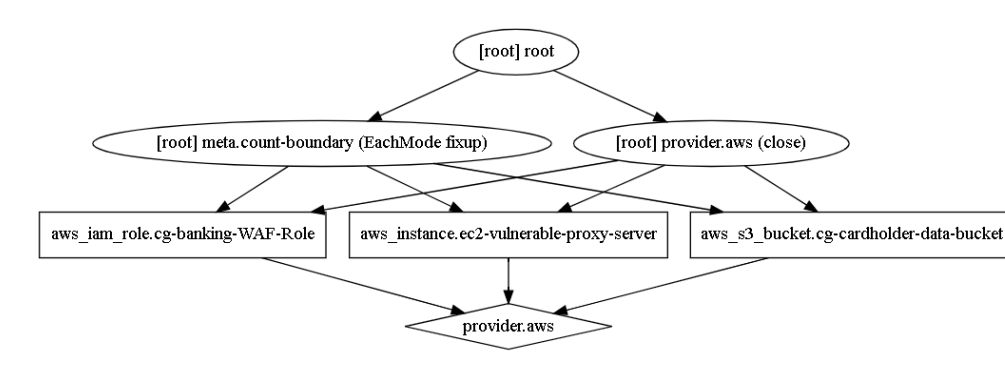 [root] root
[root] meta.count-boundary (EachMode fixup)
[root] provider.aws (close)
aws_iam_role.cg-banking-WAF-Role
aws_instance.ec2-vulnerable-proxy-server
aws_s3_bucket.cg-cardholder-data-bucket
provider.aws